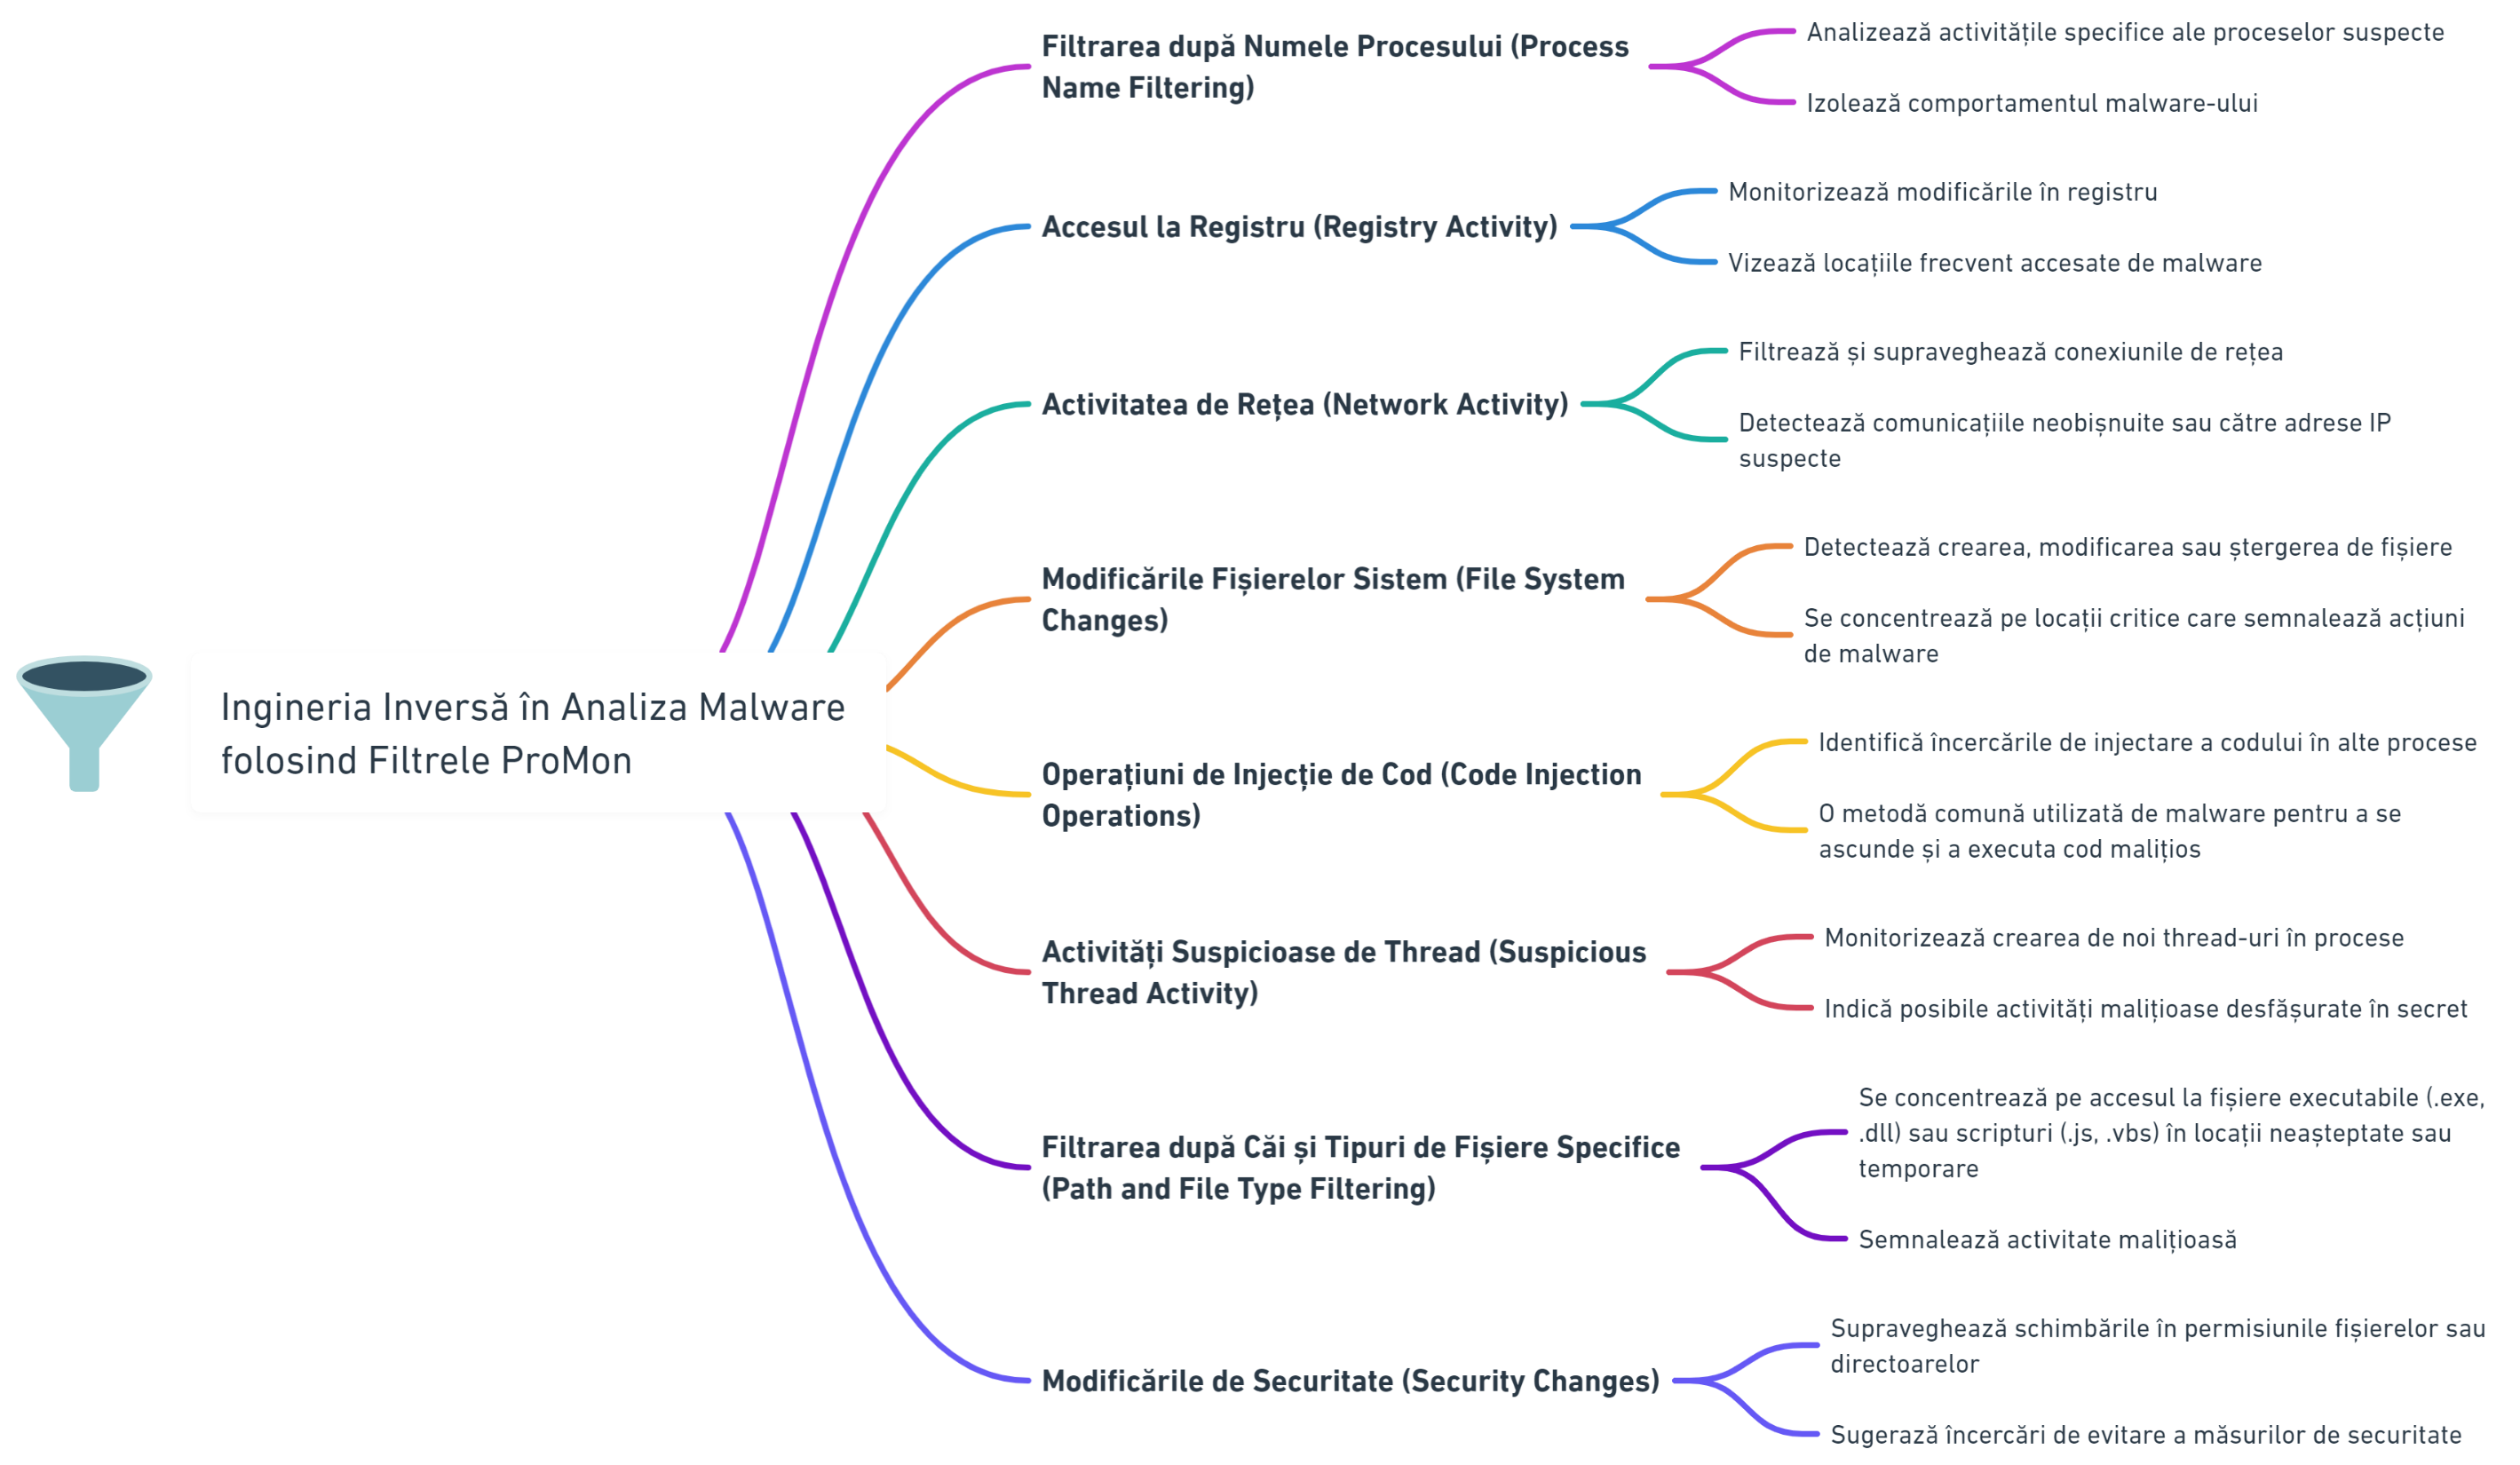 Ingineria Inversă în Analiza Malware
folosind Filtrele ProMon
Filtrarea după Numele Procesului (Process
Name Filtering)
Analizează activitățile specifice ale proceselor suspecte
Izolează comportamentul malware-ului
Accesul la Registru (Registry Activity)
Monitorizează modificările în registru
Vizează locațiile frecvent accesate de malware
Activitatea de Rețea (Network Activity)
Filtrează și supraveghează conexiunile de rețea
Detectează comunicațiile neobișnuite sau către adrese IP
suspecte
Modificările Fișierelor Sistem (File System
Changes)
Detectează crearea, modificarea sau ștergerea de fișiere
Se concentrează pe locații critice care semnalează acțiuni
de malware
Operațiuni de Injecție de Cod (Code Injection
Operations)
Identifică încercările de injectare a codului în alte procese
O metodă comună utilizată de malware pentru a se
ascunde și a executa cod malițios
Activități Suspicioase de Thread (Suspicious
Thread Activity)
Monitorizează crearea de noi thread-uri în procese
Indică posibile activități malițioase desfășurate în secret
Filtrarea după Căi și Tipuri de Fișiere Specifice
(Path and File Type Filtering)
Se concentrează pe accesul la fișiere executabile (.exe,
.dll) sau scripturi (.js, .vbs) în locații neașteptate sau
temporare
Semnalează activitate malițioasă
Modificările de Securitate (Security Changes)
Supraveghează schimbările în permisiunile fișierelor sau
directoarelor
Sugerază încercări de evitare a măsurilor de securitate